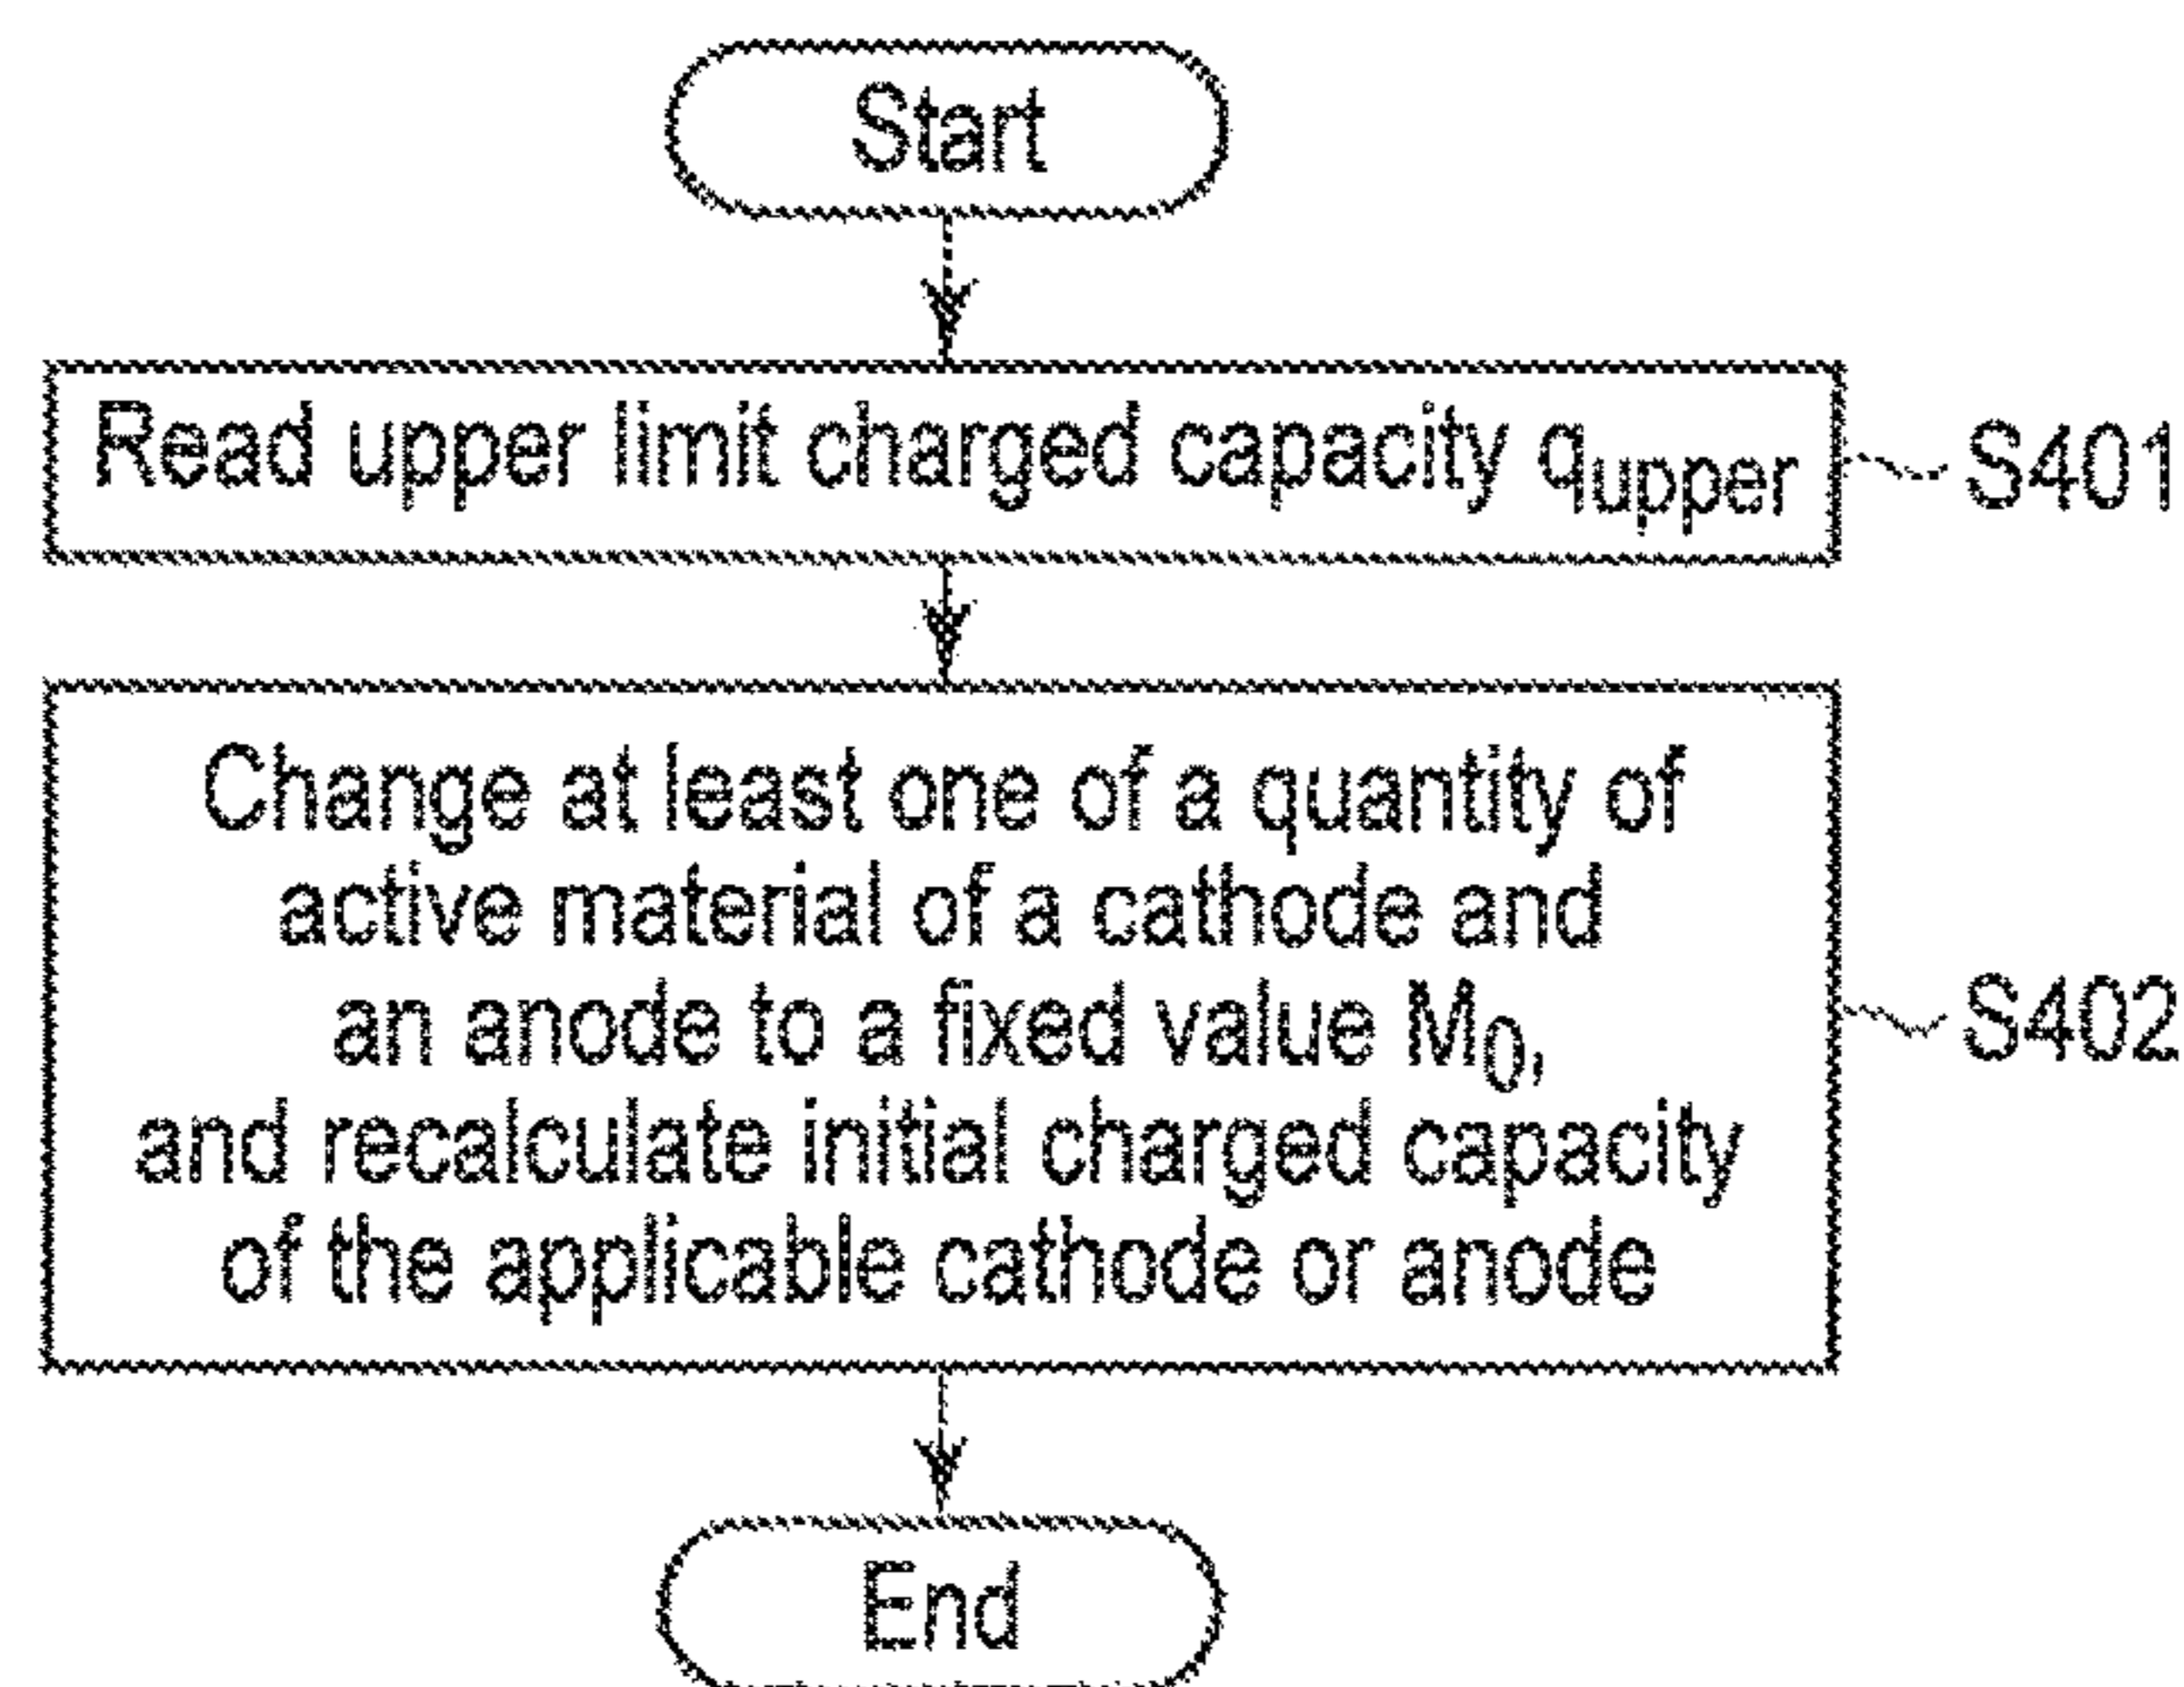 Start
Read upper limit charged capacity qupper
S401
Change at least one of a quantity of
active material of a cathode and
an anode to a fixed value M0,
and recalculate initial charged capacity
of the applicable cathode or anode
S402
End